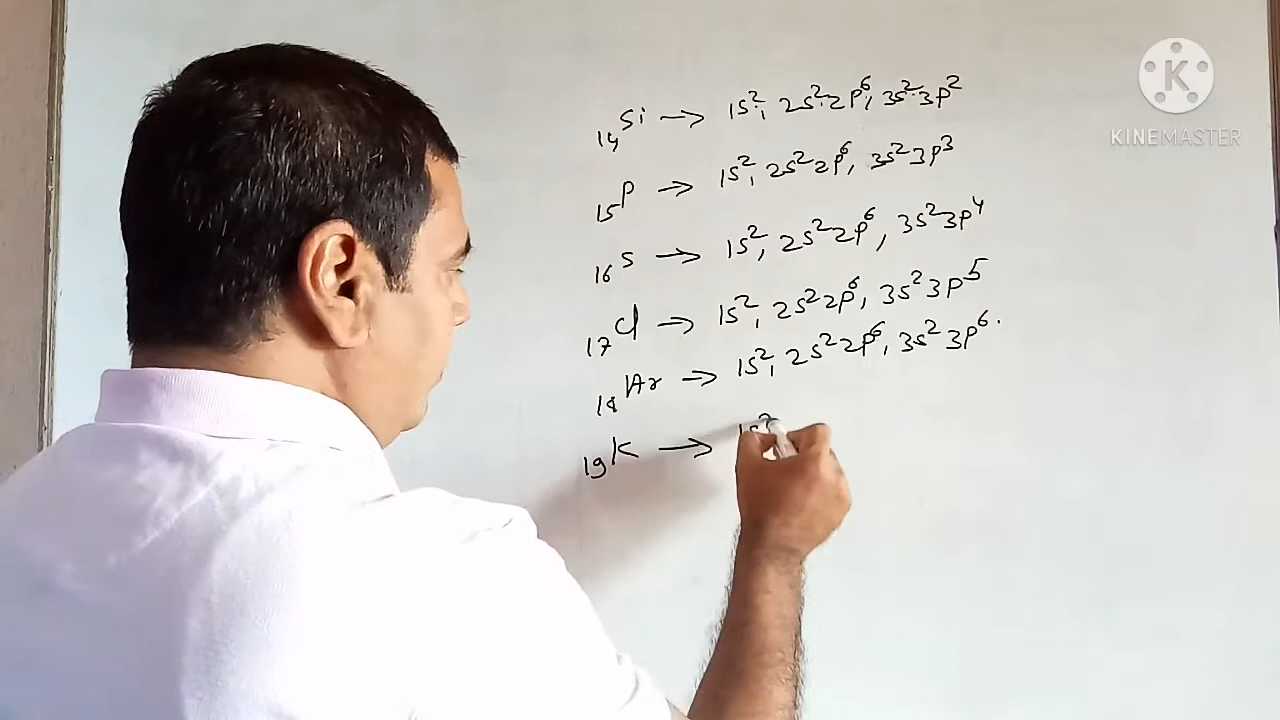 ₁₄Si → 1s², 2s² 2p⁶, 3s² 3p²
₁₅P → 1s², 2s² 2p⁶, 3s² 3p³
₁₆S → 1s², 2s² 2p⁶, 3s² 3p⁴
₁₇Cl → 1s², 2s² 2p⁶, 3s² 3p⁵
₁₈Ar → 1s², 2s² 2p⁶, 3s² 3p⁶.
₁₉K → 1s²
K
KINEMASTER